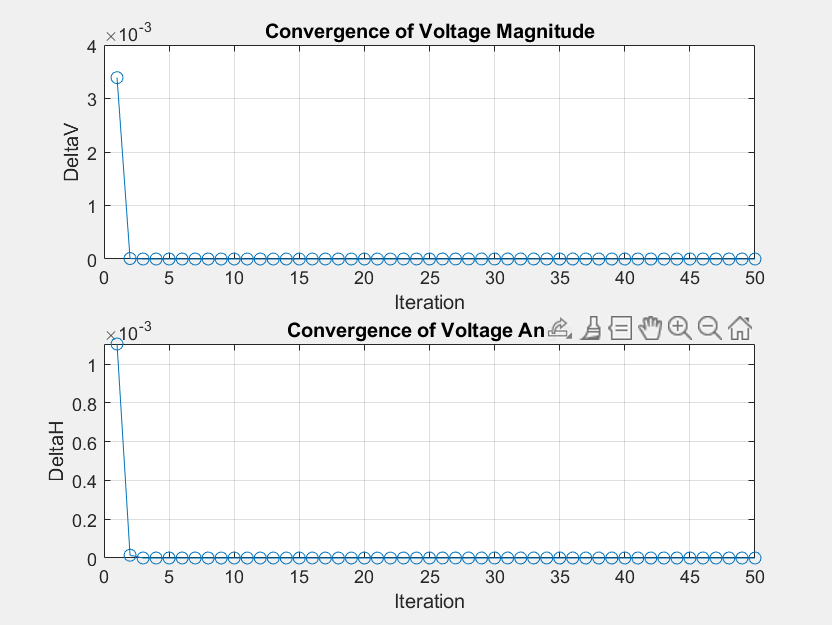 ×10⁻³
Convergence of Voltage Magnitude
4
3
2
1
0
DeltaV
0 5 10 15 20 25 30 35 40 45 50
Iteration
×10⁻³
Convergence of Voltage An
1
0.8
0.6
0.4
0.2
0
DeltaH
0 5 10 15 20 25 30 35 40 45 50
Iteration